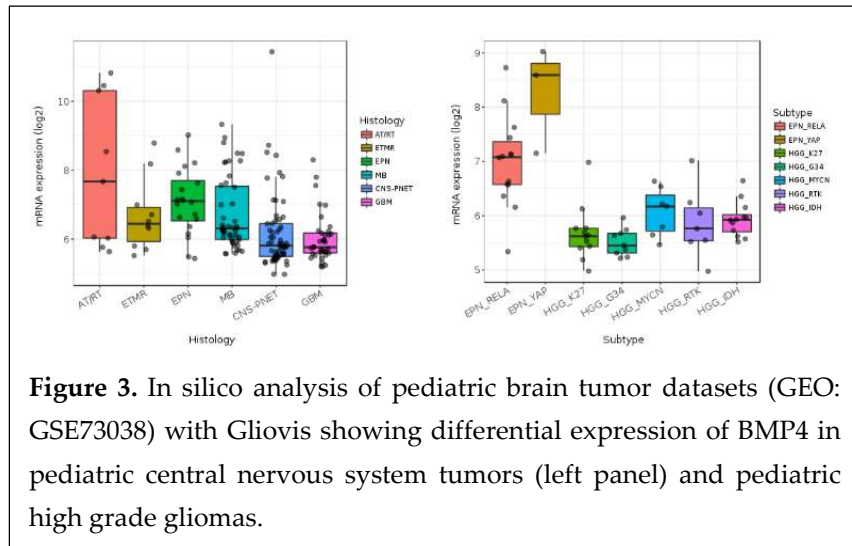 mRNA expression (log2)
10
8
6
AT/RT
ETMR
EPN
MB
CNS-PNET
GBM
Histology
Histology
AT/RT
ETMR
EPN
MB
CNS-PNET
GBM
mRNA expression (log2)
9
8
7
6
5
EPN_RELA
EPN_YAP
HGG_K27
HGG_G34
HGG_MYCN
HGG_RTK
HGG_IDH
Subtype
Subtype
EPN_RELA
EPN_YAP
HGG_K27
HGG_G34
HGG_MYCN
HGG_RTK
HGG_IDH
Figure 3. In silico analysis of pediatric brain tumor datasets (GEO:
GSE73038) with Gliovis showing differential expression of BMP4 in
pediatric central nervous system tumors (left panel) and pediatric
high grade gliomas.